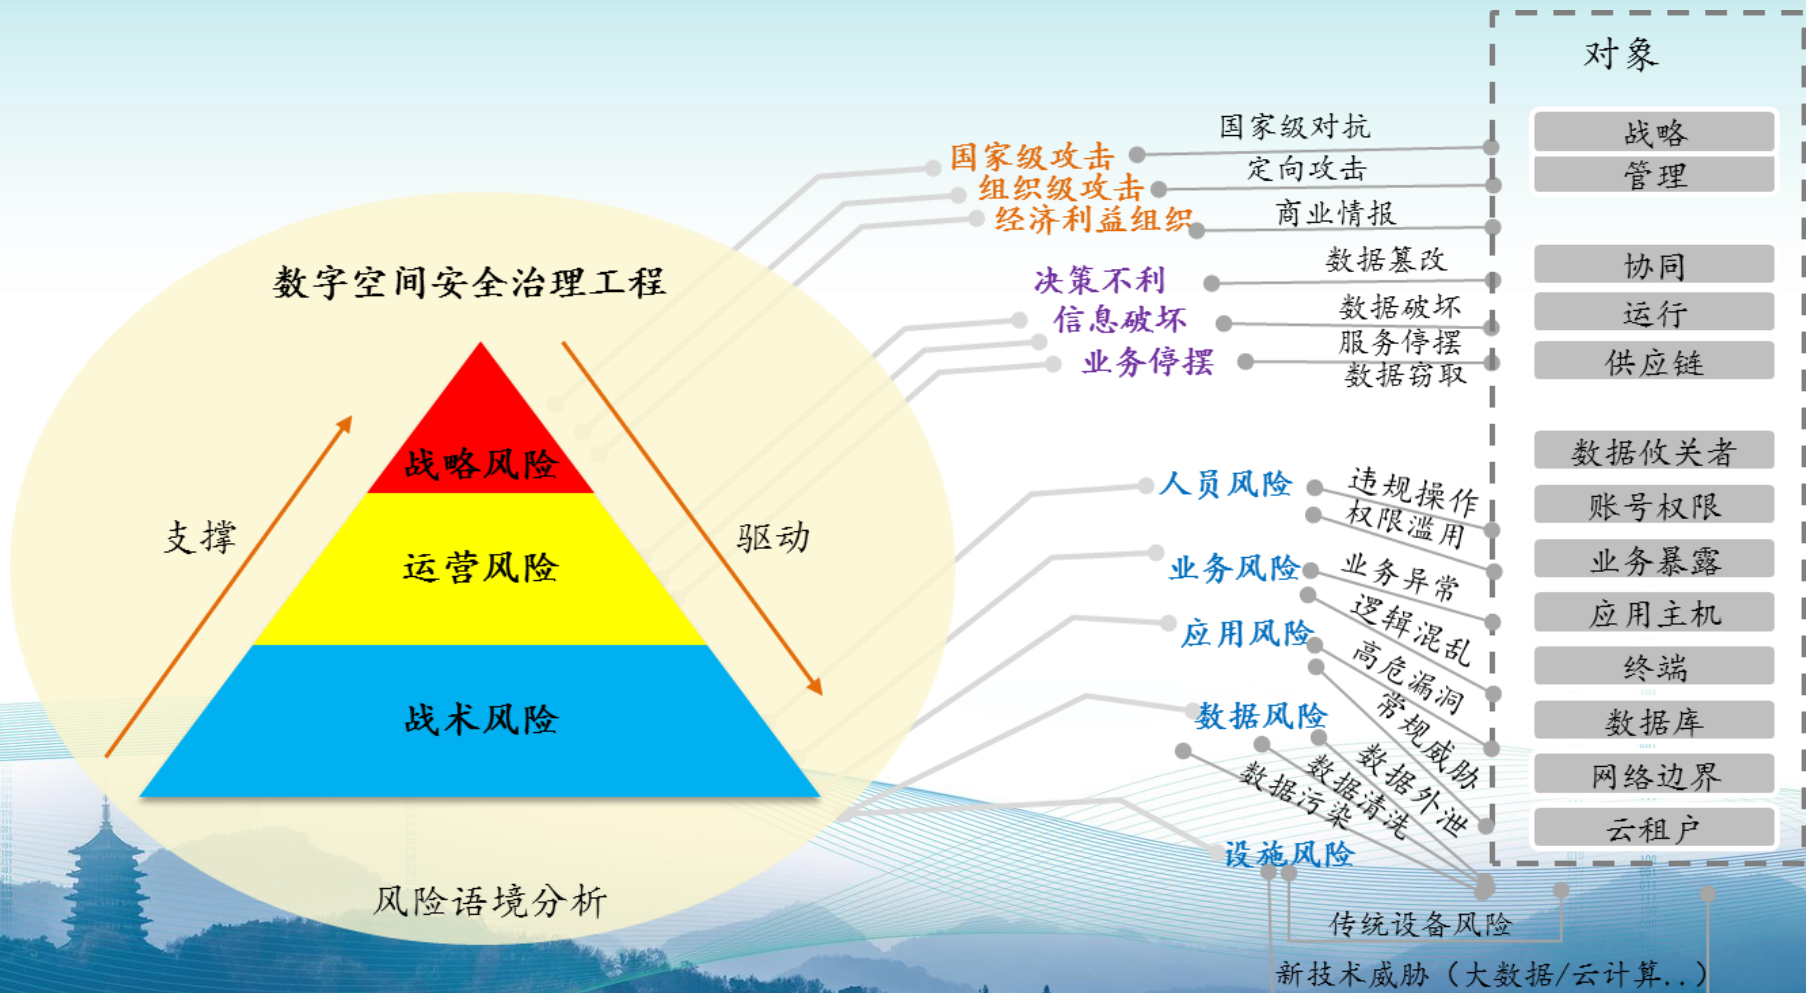 对象
国家级攻击
国家级对抗
战略
组织级攻击
定向攻击
管理
经济利益组织
商业情报
数字空间安全治理工程
决策不利
数据篡改
协同
信息破坏
数据破坏
运行
业务停摆
服务停摆
数据窃取
供应链
战略风险
支撑
驱动
运营风险
战术风险
风险语境分析
人员风险
违规操作
权限滥用
业务风险
业务异常
逻辑混乱
应用风险
高危漏洞
常规威胁
数据风险
数据外泄
数据清洗
数据污染
设施风险
数据攸关者
账号权限
业务暴露
应用主机
终端
数据库
网络边界
云租户
传统设备风险
新技术威胁（大数据/云计算..）